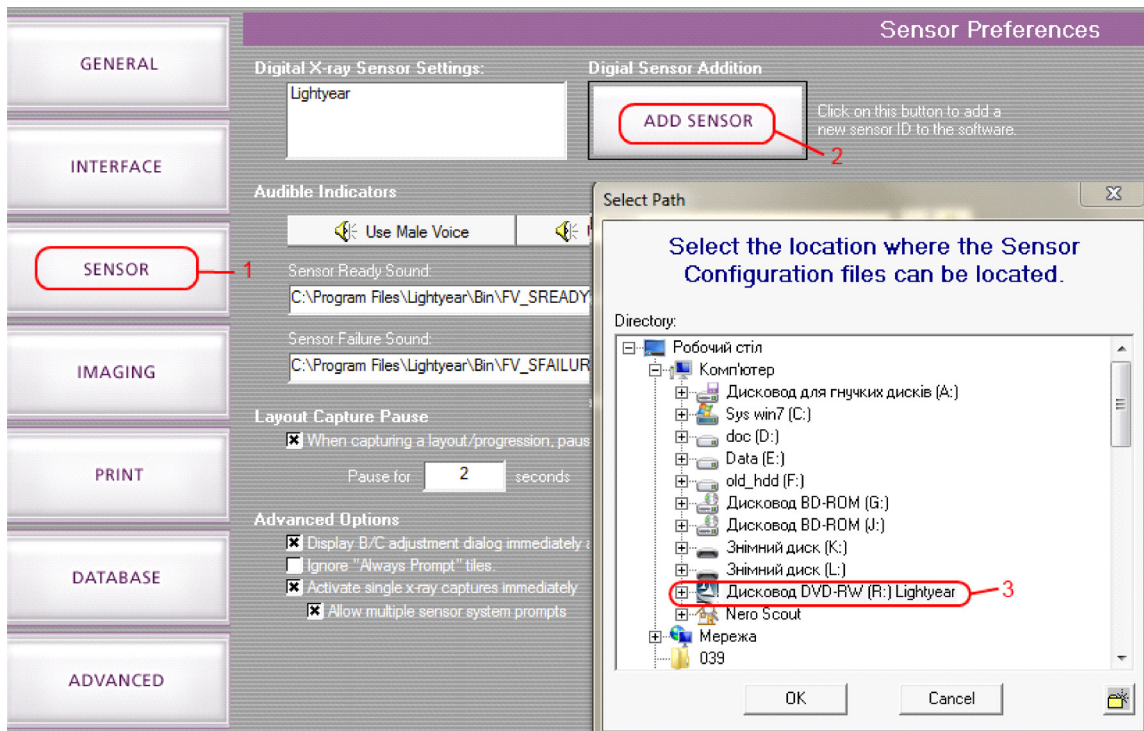 Sensor Preferences
GENERAL
INTERFACE
SENSOR
1
IMAGING
PRINT
DATABASE
ADVANCED
Digital X-ray Sensor Settings:
Lightyear
Digial Sensor Addition
ADD SENSOR
2
Click on this button to add a
new sensor ID to the software.
Audible Indicators
Use Male Voice
Sensor Ready Sound:
C:\Program Files\Lightyear\Bin\FV_SREADY
Sensor Failure Sound:
C:\Program Files\Lightyear\Bin\FV_SFAILUR
Layout Capture Pause
When capturing a layout/progression, paus
Pause for 2 seconds
Advanced Options
Display B/C adjustment dialog immediately a
Ignore "Always Prompt" tiles.
Activate single x-ray captures immediately
Allow multiple sensor system prompts
Select Path
Select the location where the Sensor
Configuration files can be located.
Directory:
Робочий стіл
Комп'ютер
Дисковод для гнучких дисків (A:)
Sys win7 (C:)
doc (D:)
Data (E:)
old_hdd (F:)
Дисковод BD-ROM (G:)
Дисковод BD-ROM (J:)
Знімний диск (K:)
Знімний диск (L:)
Дисковод DVD-RW (R:) Lightyear
3
Nero Scout
Мережа
039
OK
Cancel